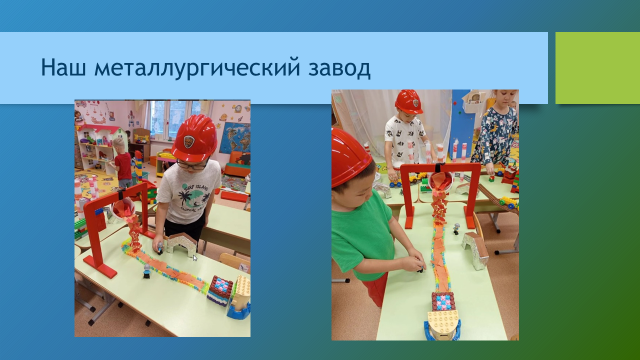 Наш металлургический завод